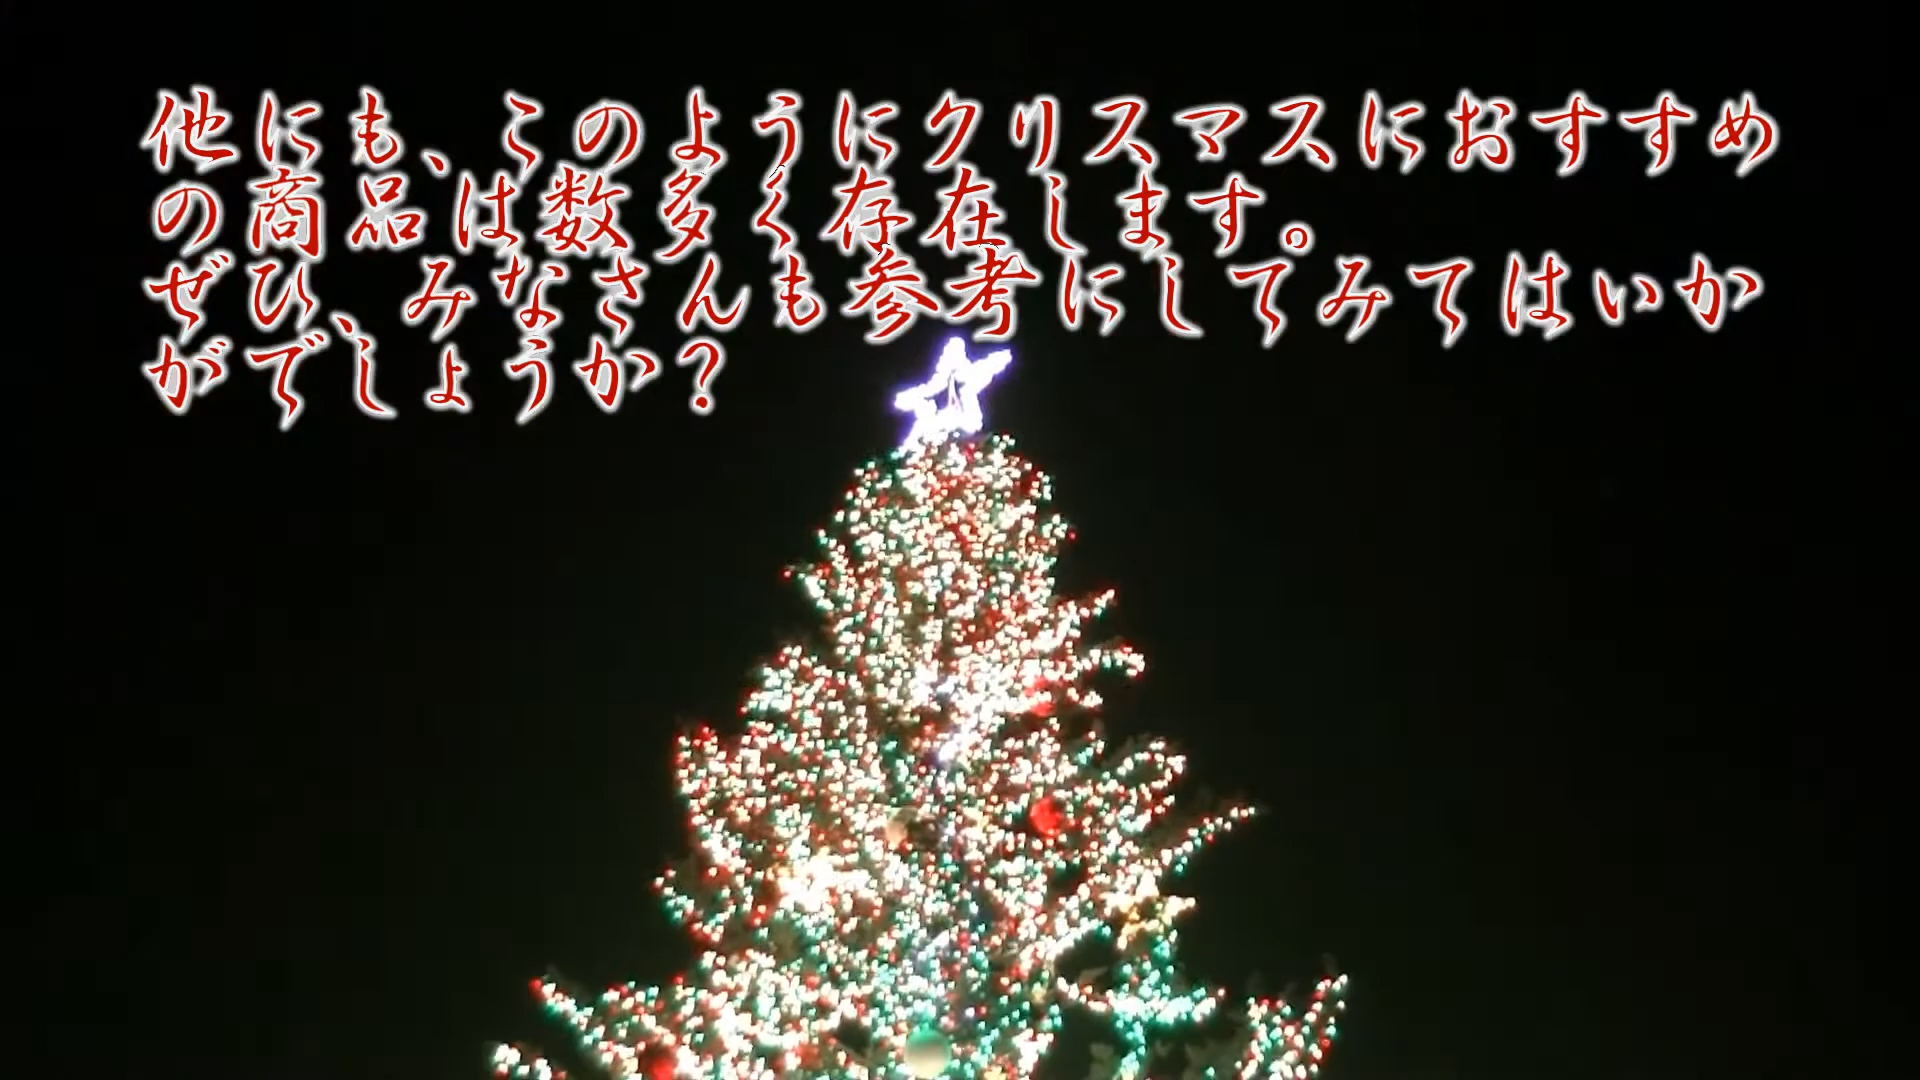 他にも、このようにクリスマスにおすすめ
の商品は数多く存在します。
ぜひ、みなさんも参考にしてみてはいか
がでしょうか?